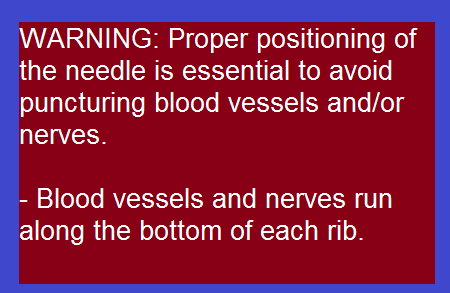 WARNING: Proper positioning of
the needle is essential to avoid
puncturing blood vessels and/or
nerves.
- Blood vessels and nerves run
along the bottom of each rib.